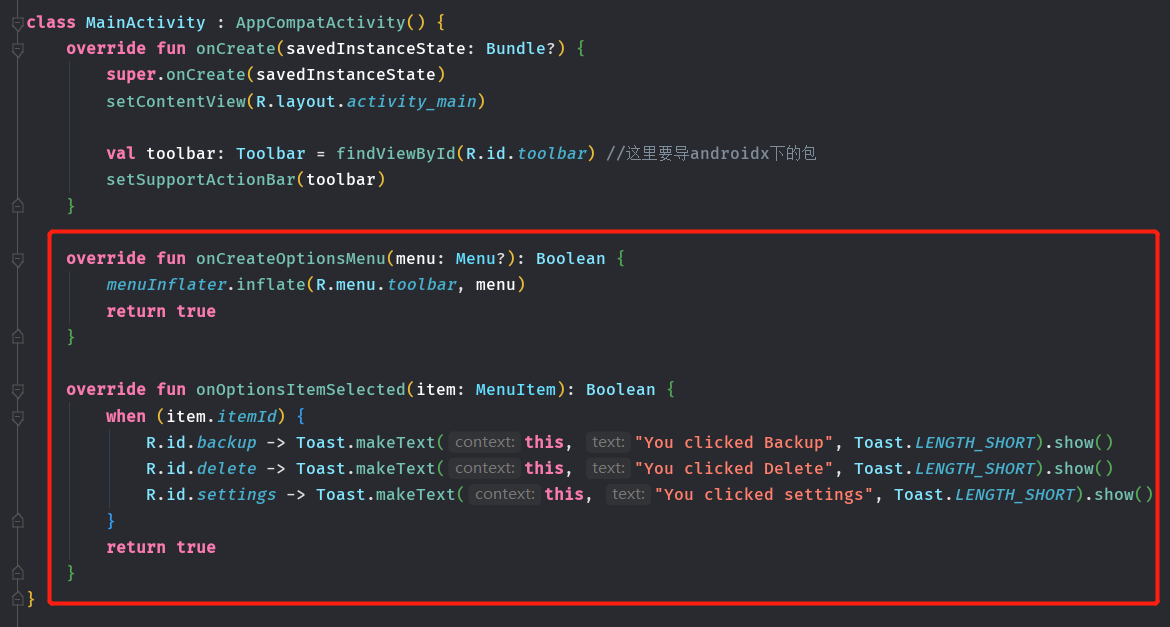 class MainActivity : AppCompatActivity() {
override fun onCreate(savedInstanceState: Bundle?) {
super.onCreate(savedInstanceState)
setContentView(R.layout.activity_main)
val toolbar: Toolbar = findViewById(R.id.toolbar) //这里要导androidx下的包
setSupportActionBar(toolbar)
}
override fun onCreateOptionsMenu(menu: Menu?): Boolean {
menuInflater.inflate(R.menu.toolbar, menu)
return true
}
override fun onOptionsItemSelected(item: MenuItem): Boolean {
when (item.itemId) {
R.id.backup -> Toast.makeText( context: this, text: "You clicked Backup", Toast.LENGTH_SHORT).show()
R.id.delete -> Toast.makeText( context: this, text: "You clicked Delete", Toast.LENGTH_SHORT).show()
R.id.settings -> Toast.makeText( context: this, text: "You clicked settings", Toast.LENGTH_SHORT).show()
}
return true
}
}